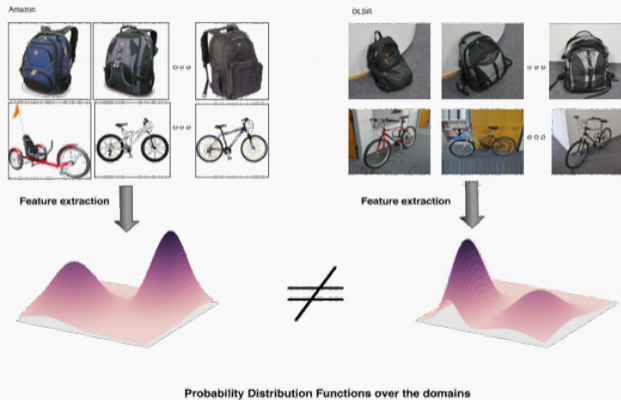 Amazon
DLSR
Feature extraction
Feature extraction
Probability Distribution Functions over the domains